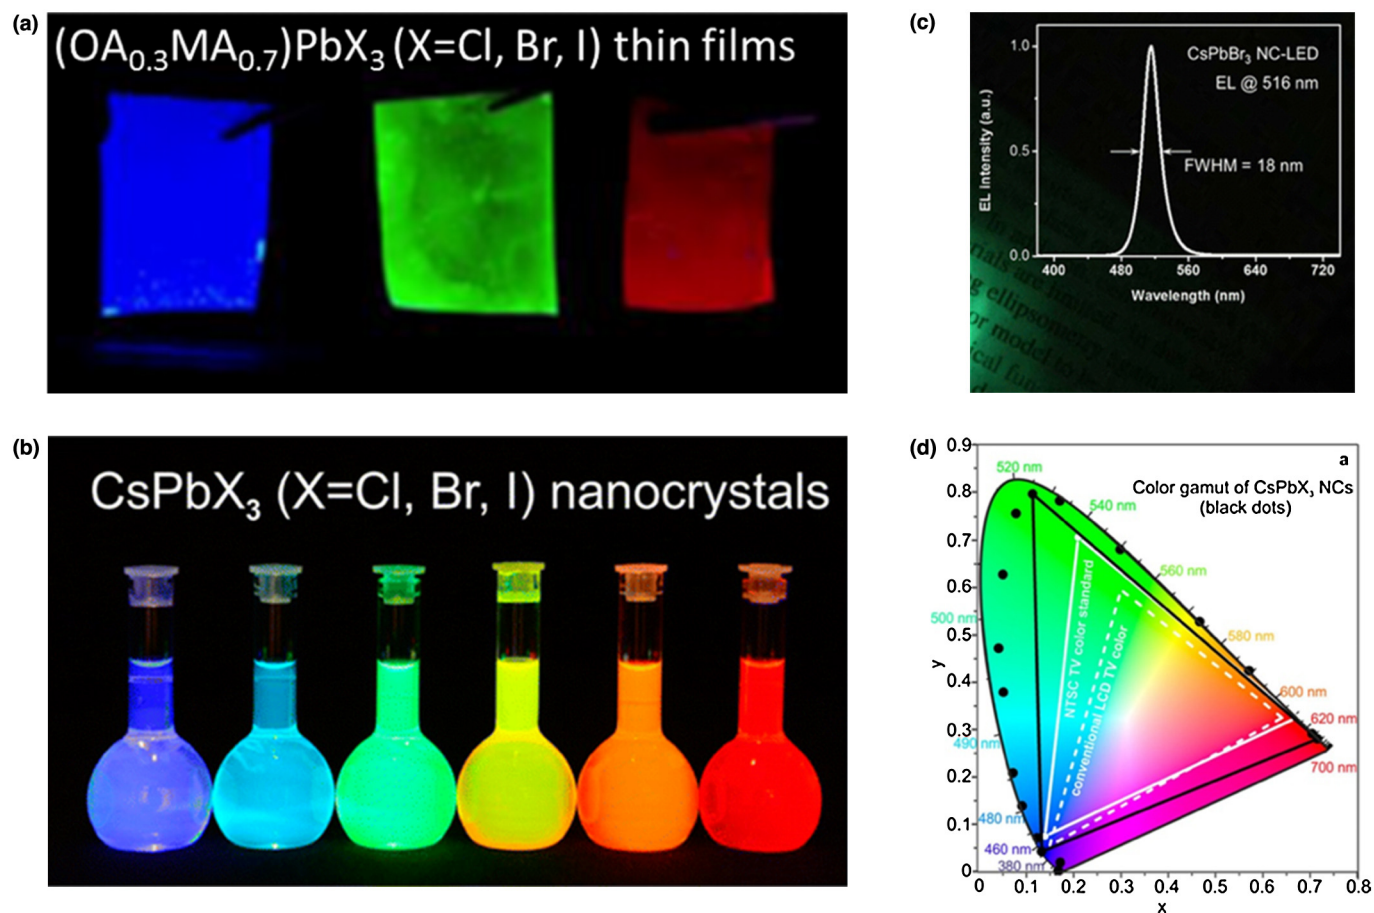 (a)
(OA0.3MA0.7)PbX3 (X=Cl, Br, I) thin films
(b)
CsPbX3 (X=Cl, Br, I) nanocrystals
(c)
CsPbBr3 NC-LED
EL @ 516 nm
FWHM = 18 nm
EL intensity (a.u.)
1.0
0.5
0.0
400 480 560 640 720
Wavelength (nm)
ellipsometry
or model to be
ical fun
(d)
a
Color gamut of CsPbX3 NCs
(black dots)
0.9
0.8
0.7
0.6
0.5
0.4
0.3
0.2
0.1
0
y
520 nm
540 nm
560 nm
580 nm
600 nm
620 nm
700 nm
500 nm
490 nm
480 nm
460 nm
380 nm
NTSC TV color standard
conventional LCD TV color
0 0.1 0.2 0.3 0.4 0.5 0.6 0.7 0.8
x